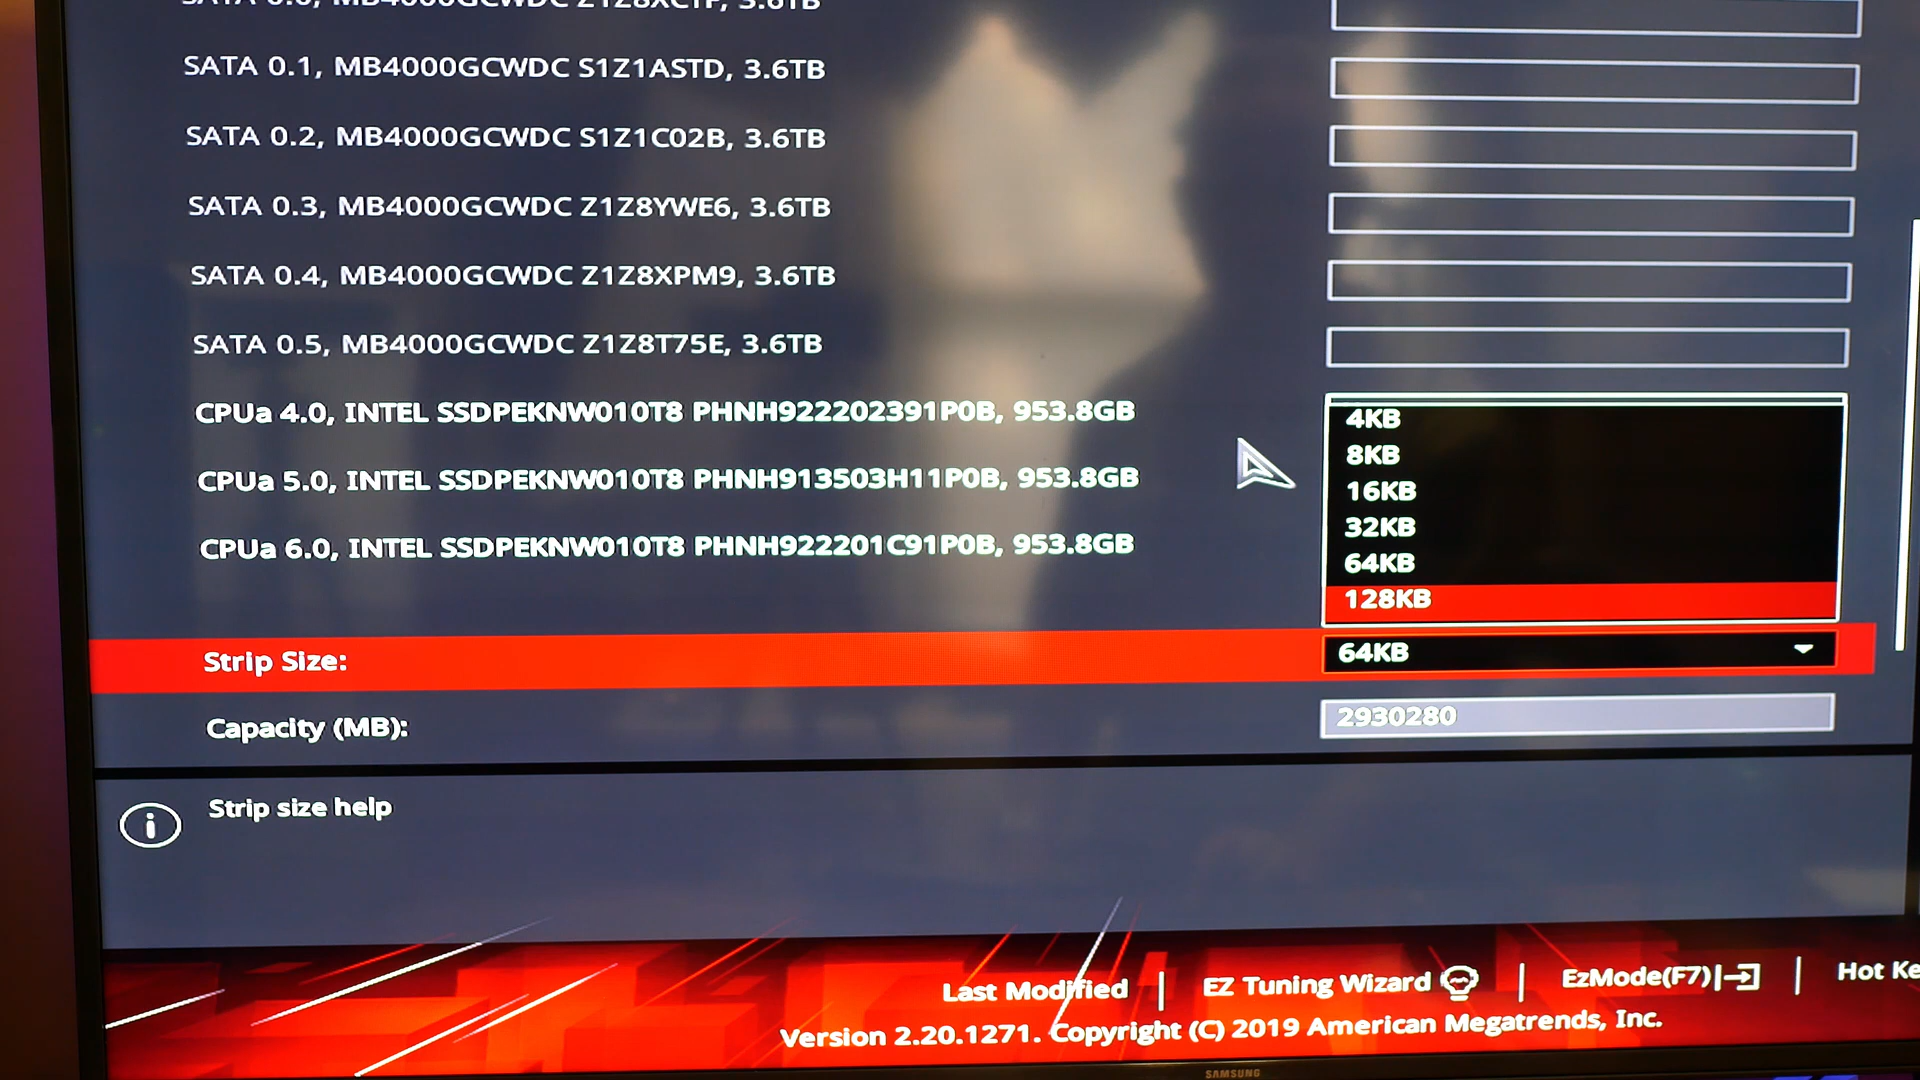 SATA 0.1, MB4000GCWDC S1Z1ASTD, 3.6TB
SATA 0.2, MB4000GCWDC S1Z1C02B, 3.6TB
SATA 0.3, MB4000GCWDC Z1Z8YWE6, 3.6TB
SATA 0.4, MB4000GCWDC Z1Z8XPM9, 3.6TB
SATA 0.5, MB4000GCWDC Z1Z8T75E, 3.6TB
CPUa 4.0, INTEL SSDPEKNW010T8 PHNH922202391P0B, 953.8GB
4KB
8KB
CPUa 5.0, INTEL SSDPEKNW010T8 PHNH913503H11P0B, 953.8GB
16KB
32KB
CPUa 6.0, INTEL SSDPEKNW010T8 PHNH922201C91P0B, 953.8GB
64KB
128KB
Strip Size: 64KB
Capacity (MB): 2930280
Strip size help
Last Modified | EZ Tuning Wizard | EzMode(F7) | Hot Ke
Version 2.20.1271. Copyright (C) 2019 American Megatrends, Inc.
SAMSUNG